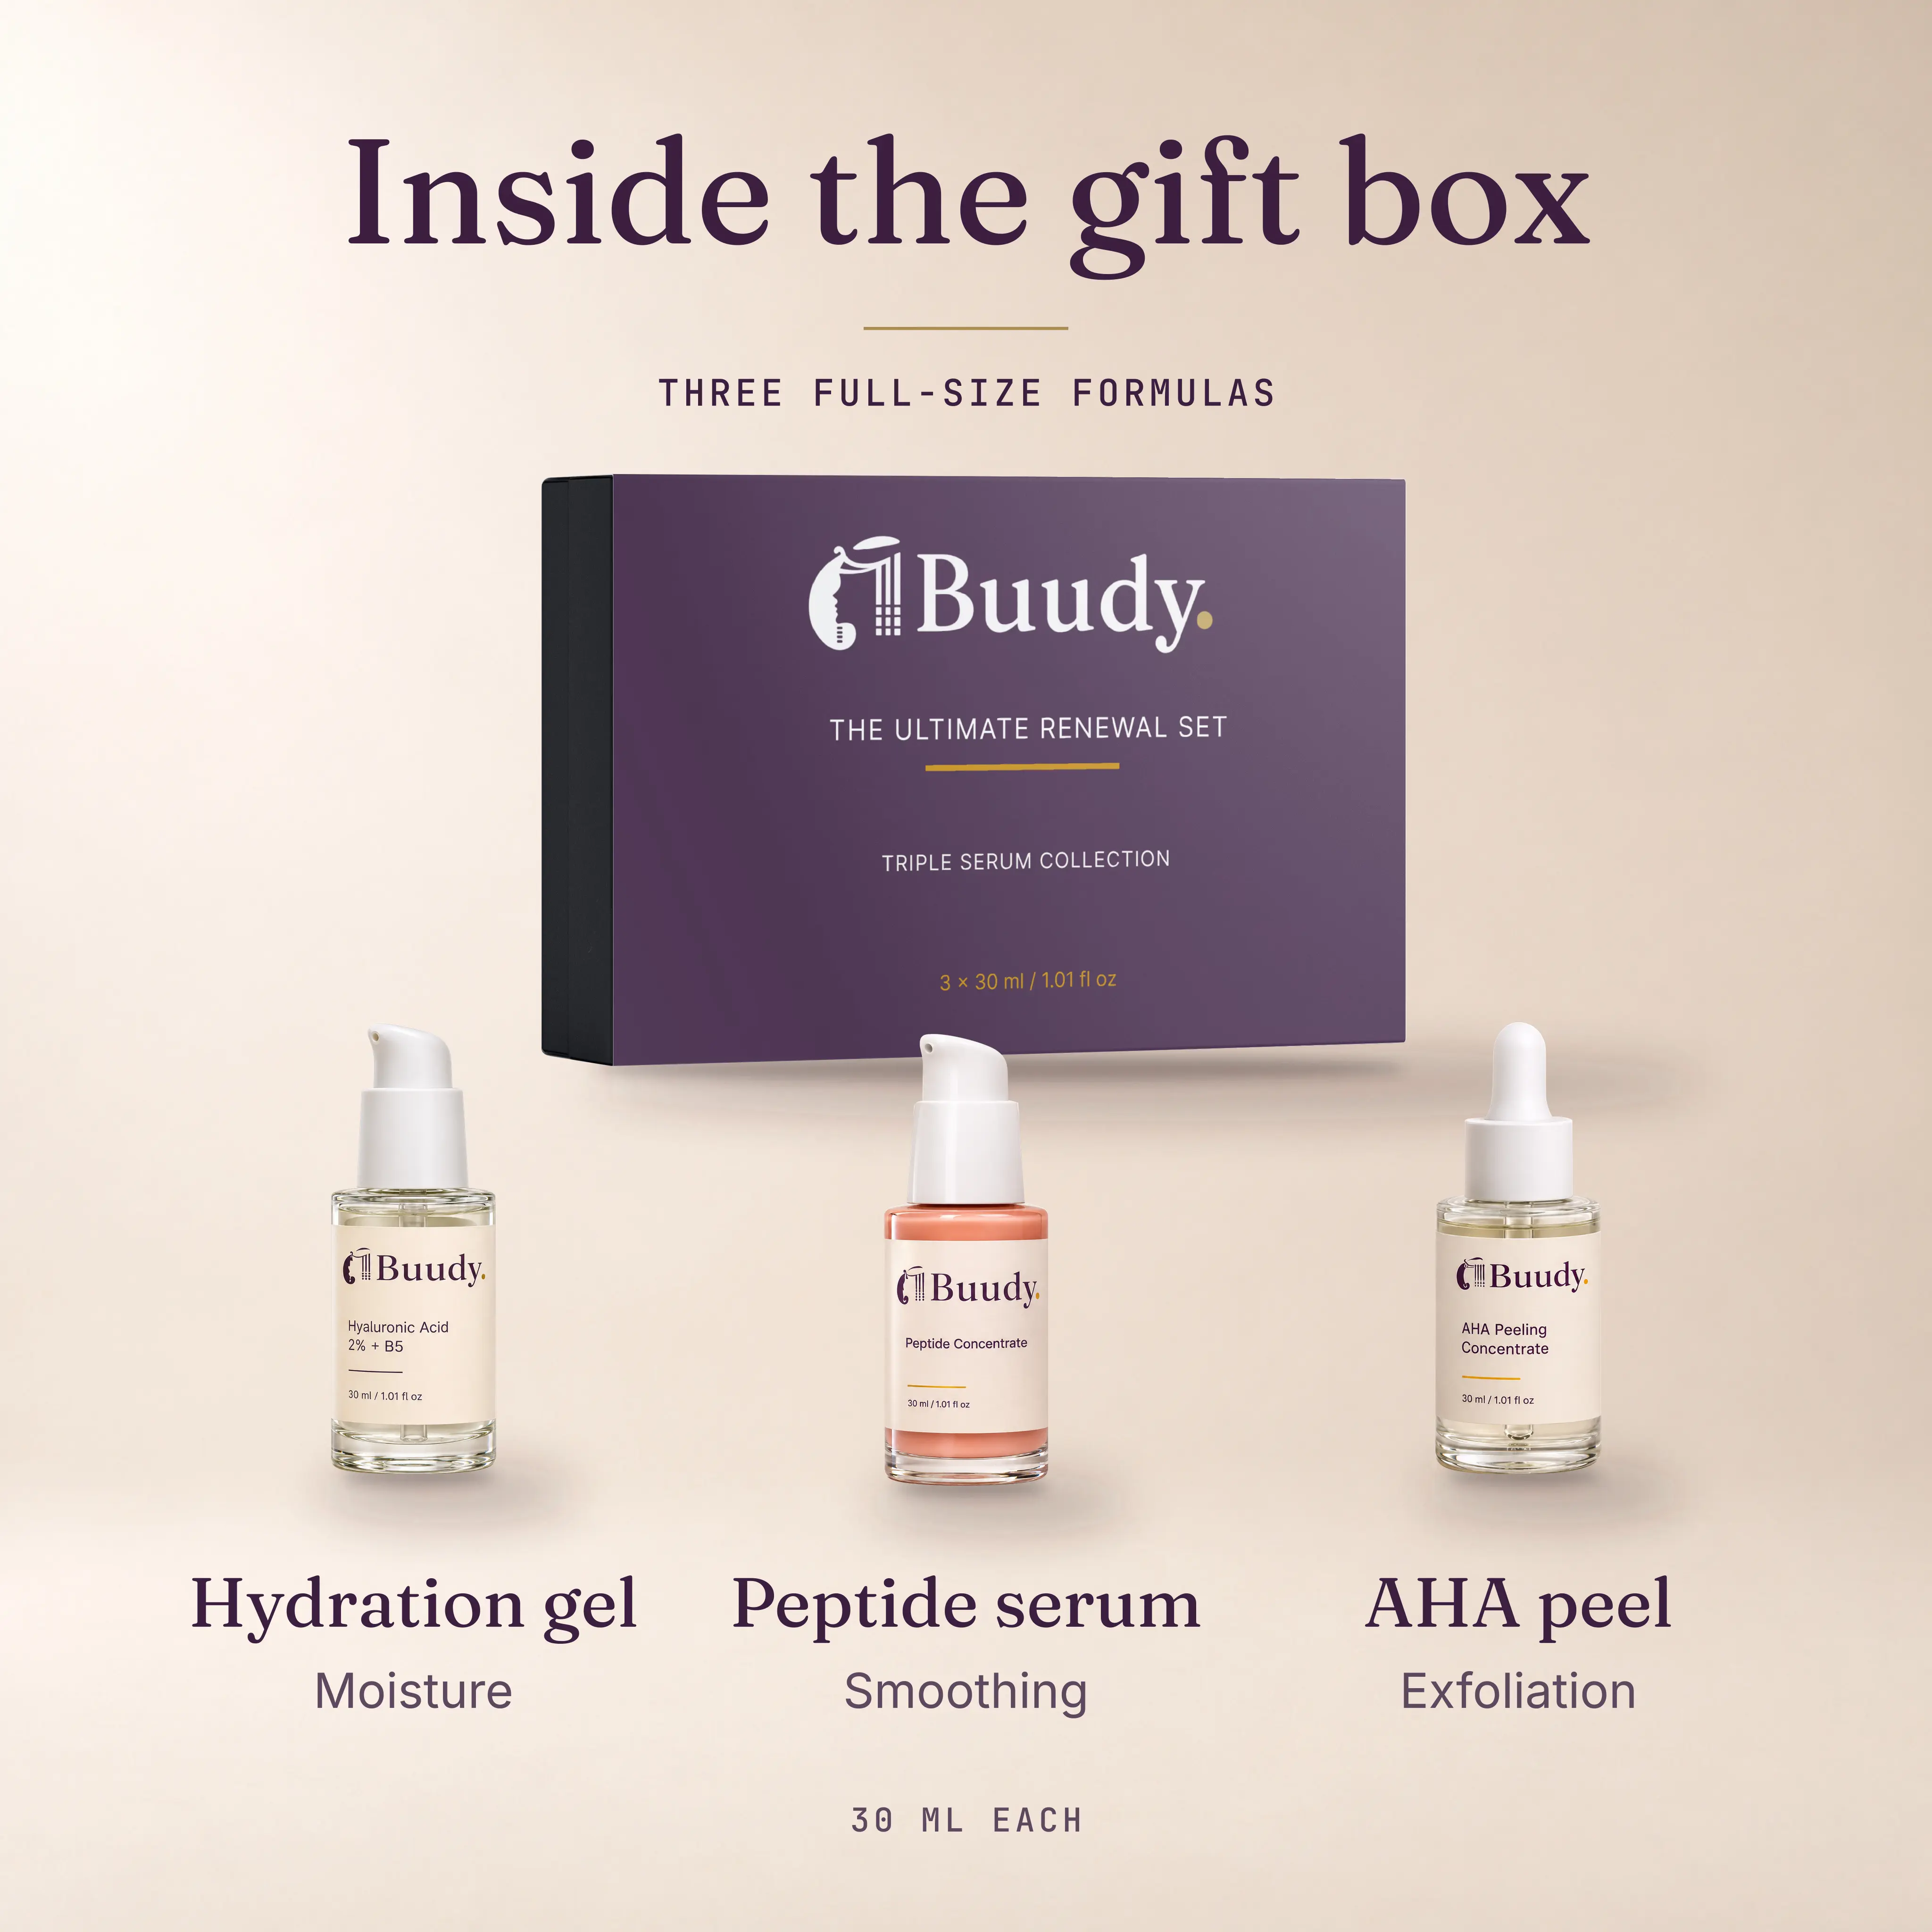 Inside the gift box
THREE FULL-SIZE FORMULAS
Buudy.
THE ULTIMATE RENEWAL SET
TRIPLE SERUM COLLECTION
3 × 30 ml / 1.01 fl oz
Buudy.
Hyaluronic Acid
2% + B5
30 ml / 1.01 fl oz
Buudy.
Peptide Concentrate
30 ml / 1.01 fl oz
Buudy.
AHA Peeling
Concentrate
30 ml / 1.01 fl oz
Hydration gel
Moisture
Peptide serum
Smoothing
AHA peel
Exfoliation
30 ML EACH